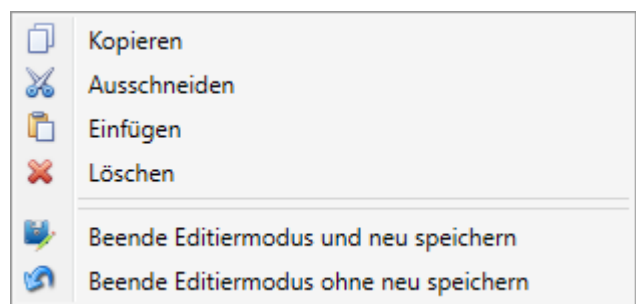 Kopieren
Ausschneiden
Einfügen
Löschen
Beende Editiermodus und neu speichern
Beende Editiermodus ohne neu speichern